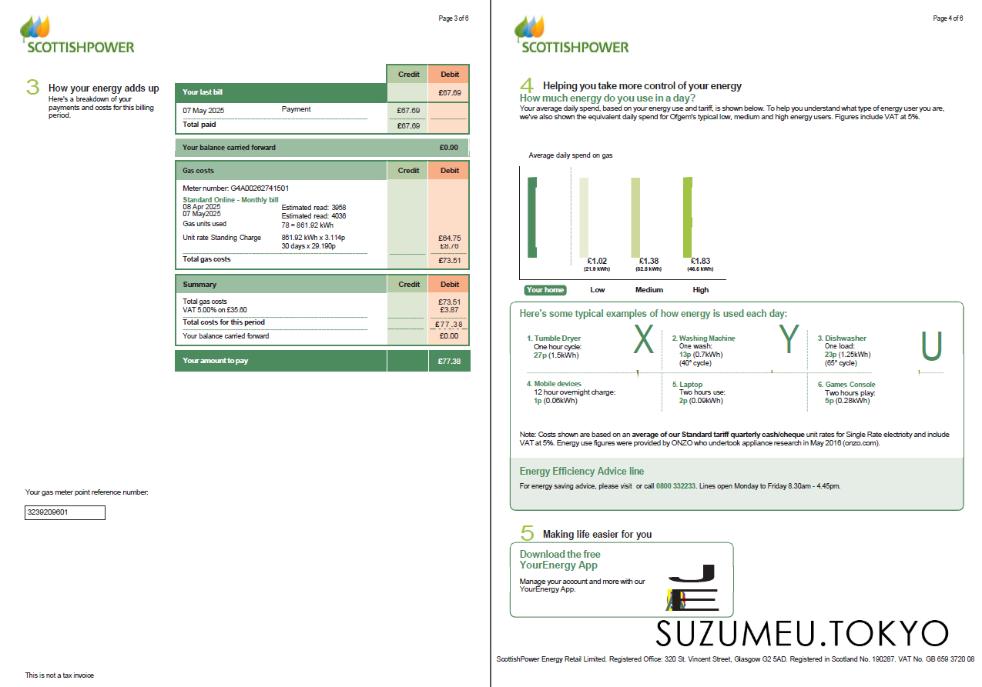 Page 3 of 6
SCOTTISHPOWER
3 How your energy adds up
Here's a breakdown of your
payments and costs for this billing
period.
Credit Debit
Your last bill £67.69
07 May 2025 Payment £67.69
Total paid £67.69
Your balance carried forward £0.00
Gas costs Credit Debit
Meter number: G4A00262741501
Standard Online - Monthly bill
08 Apr 2025 Estimated read: 3958
07 May2025 Estimated read: 4036
Gas units used 78 = 861.92 kWh
Unit rate Standing Charge 861.92 kWh x 3.114p £64.75
30 days x 29.190p £8.76
Total gas costs £73.51
Summary Credit Debit
Total gas costs £73.51
VAT 5.00% on £35.60 £3.87
Total costs for this period £77.38
Your balance carried forward £0.00
Your amount to pay £77.38
Your gas meter point reference number:
3239209601
This is not a tax invoice
Page 4 of 6
SCOTTISHPOWER
4 Helping you take more control of your energy
How much energy do you use in a day?
Your average daily spend, based on your energy use and tariff, is shown below. To help you understand what type of energy user you are,
we've also shown the equivalent daily spend for Ofgem's typical low, medium and high energy users. Figures include VAT at 5%.
Average daily spend on gas
£1.02 £1.38 £1.83
(21.9 kWh) (32.8 kWh) (46.6 kWh)
Your home Low Medium High
Here's some typical examples of how energy is used each day:
1. Tumble Dryer
One hour cycle:
27p (1.5kWh)
X
2. Washing Machine
One wash:
13p (0.7kWh)
(40° cycle)
Y
3. Dishwasher
One load:
23p (1.25kWh)
(65° cycle)
U
4. Mobile devices
12 hour overnight charge:
1p (0.06kWh)
5. Laptop
Two hours use:
2p (0.09kWh)
6. Games Console
Two hours play:
5p (0.28kWh)
Note: Costs shown are based on an average of our Standard tariff quarterly cash/cheque unit rates for Single Rate electricity and include
VAT at 5%. Energy use figures were provided by ONZO who undertook appliance research in May 2016 (onzo.com).
Energy Efficiency Advice line
For energy saving advice, please visit or call 0800 332233. Lines open Monday to Friday 8.30am - 4.45pm.
5 Making life easier for you
Download the free
YourEnergy App
Manage your account and more with our
YourEnergy App.
SUZUMEU.TOKYO
ScottishPower Energy Retail Limited. Registered Office: 320 St. Vincent Street, Glasgow G2 5AD. Registered in Scotland No. 190287. VAT No. GB 659 3720 08